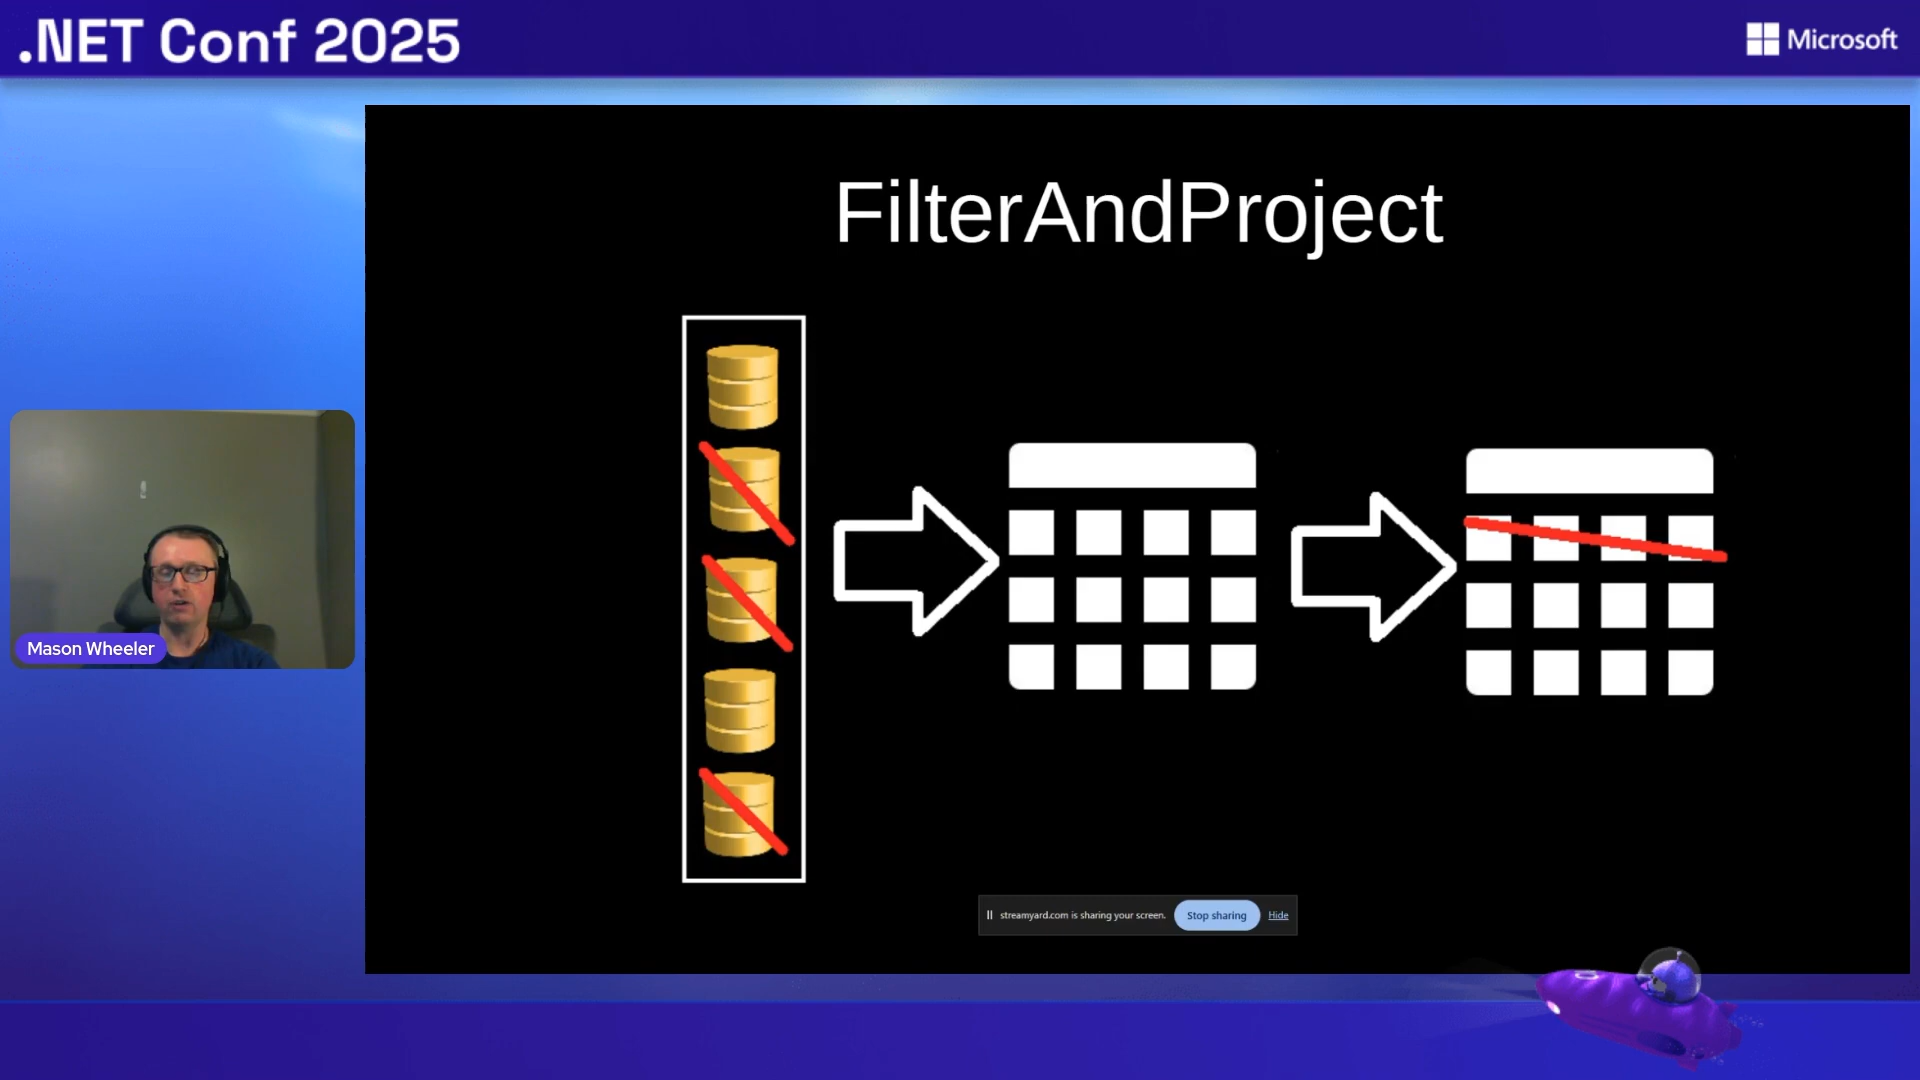 .NET Conf 2025
Microsoft
FilterAndProject
Mason Wheeler
streamyard.com is sharing your screen.
Stop sharing
Hide